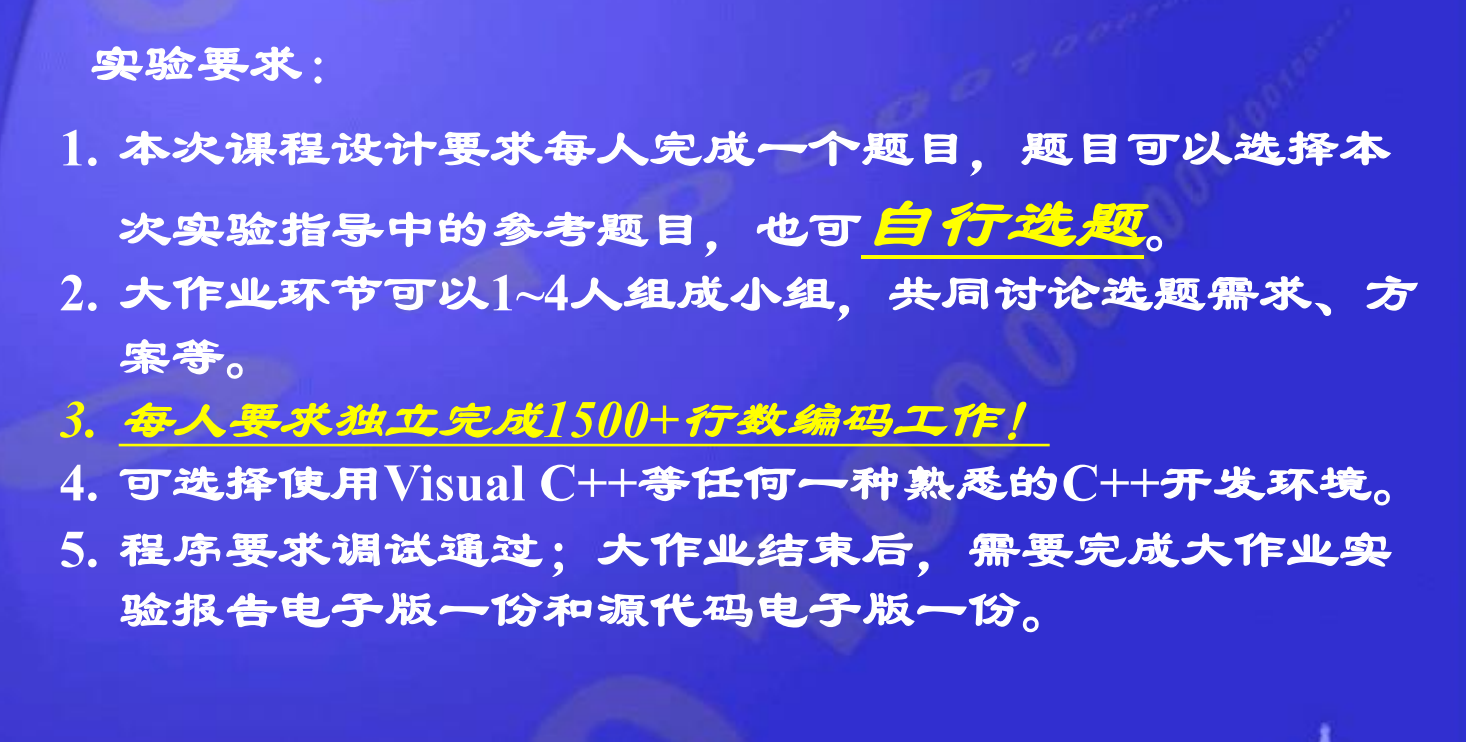 实验要求：
1. 本次课程设计要求每人完成一个题目，题目可以选择本
次实验指导中的参考题目，也可自行选题。
2. 大作业环节可以1~4人组成小组，共同讨论选题需求、方
案等。
3. 每人要求独立完成1500+行数编码工作！
4. 可选择使用Visual C++等任何一种熟悉的C++开发环境。
5. 程序要求调试通过；大作业结束后，需要完成大作业实
验报告电子版一份和源代码电子版一份。